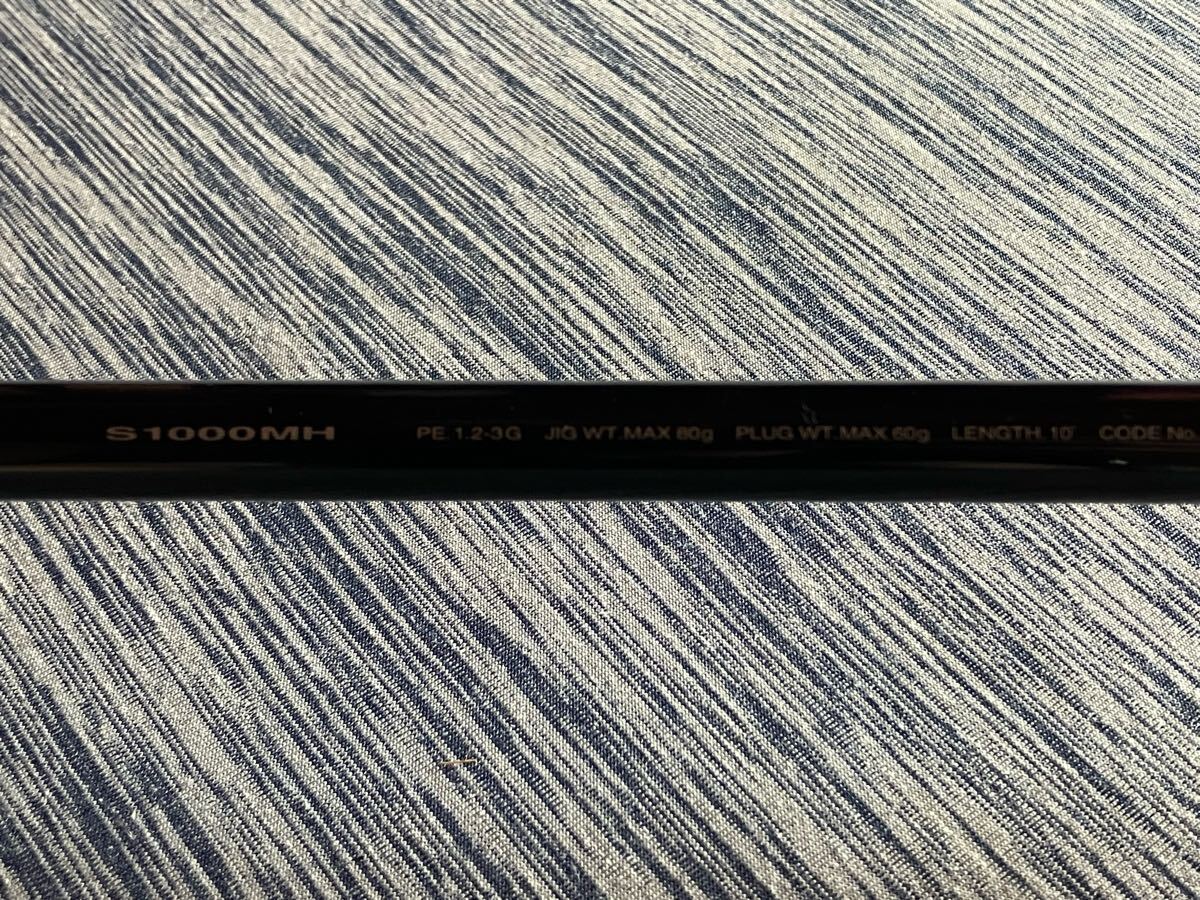 S1000MH PE.1.2-3G JIG WT.MAX 80g PLUG WT.MAX 60g LENGTH.10' CODE No.